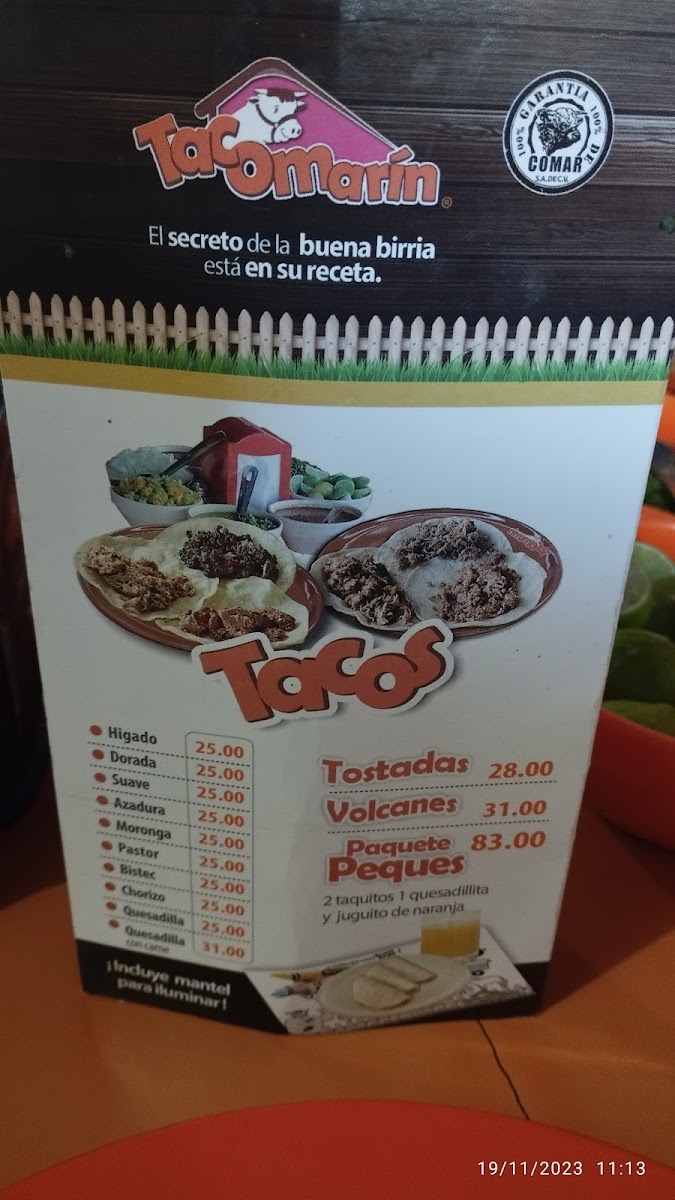 Tacomarín®
100% GARANTIA 100% DE
COMAR
S.A. DE C.V.
El secreto de la buena birria
está en su receta.
Tacos
Higado 25.00
Dorada 25.00
Suave 25.00
Azadura 25.00
Moronga 25.00
Pastor 25.00
Bistec 25.00
Chorizo 25.00
Quesadilla 25.00
Quesadilla
con carne 31.00
Tostadas 28.00
Volcanes 31.00
Paquete
Peques 83.00
2 taquitos 1 quesadillita
y juguito de naranja
¡Incluye mantel
para iluminar!
19/11/2023 11:13